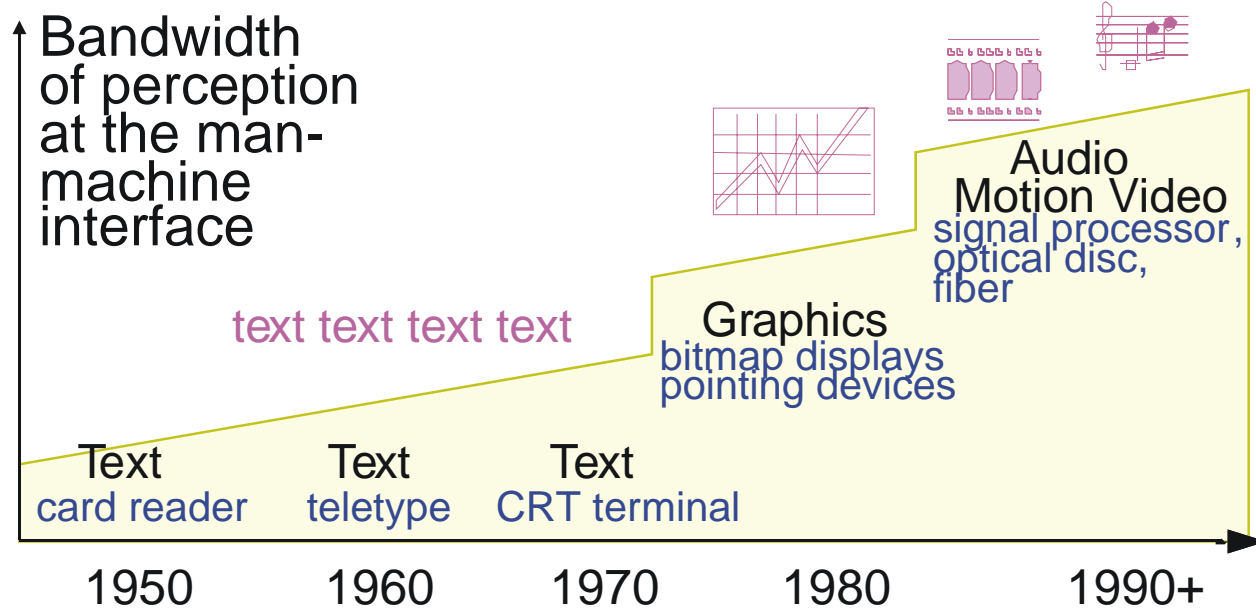 Bandwidth
of perception
at the man-
machine
interface
text text text text
Audio
Motion Video
signal processor,
optical disc,
fiber
Graphics
bitmap displays
pointing devices
Text
card reader
Text
teletype
Text
CRT terminal
1950
1960
1970
1980
1990+